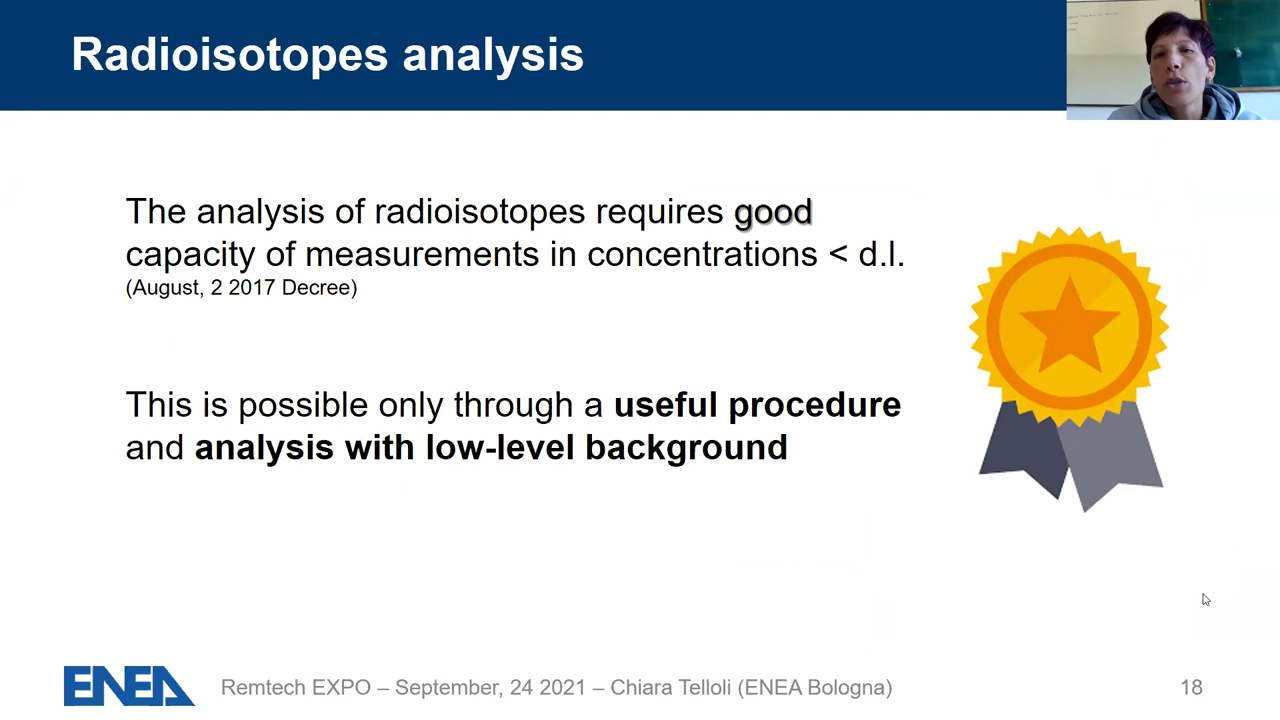 Radioisotopes analysis
The analysis of radioisotopes requires good
capacity of measurements in concentrations < d.l.
(August, 2 2017 Decree)
This is possible only through a useful procedure
and analysis with low-level background
ENEA
Remtech EXPO – September, 24 2021 – Chiara Telloli (ENEA Bologna)
18